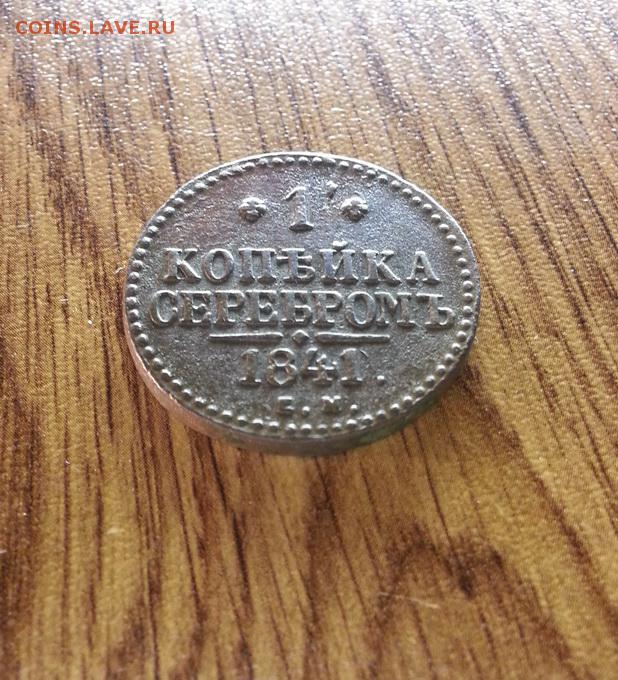 COINS.LAVE.RU
1
КОПѢЙКА
СЕРЕБРОМЪ
1841.
Е.М.